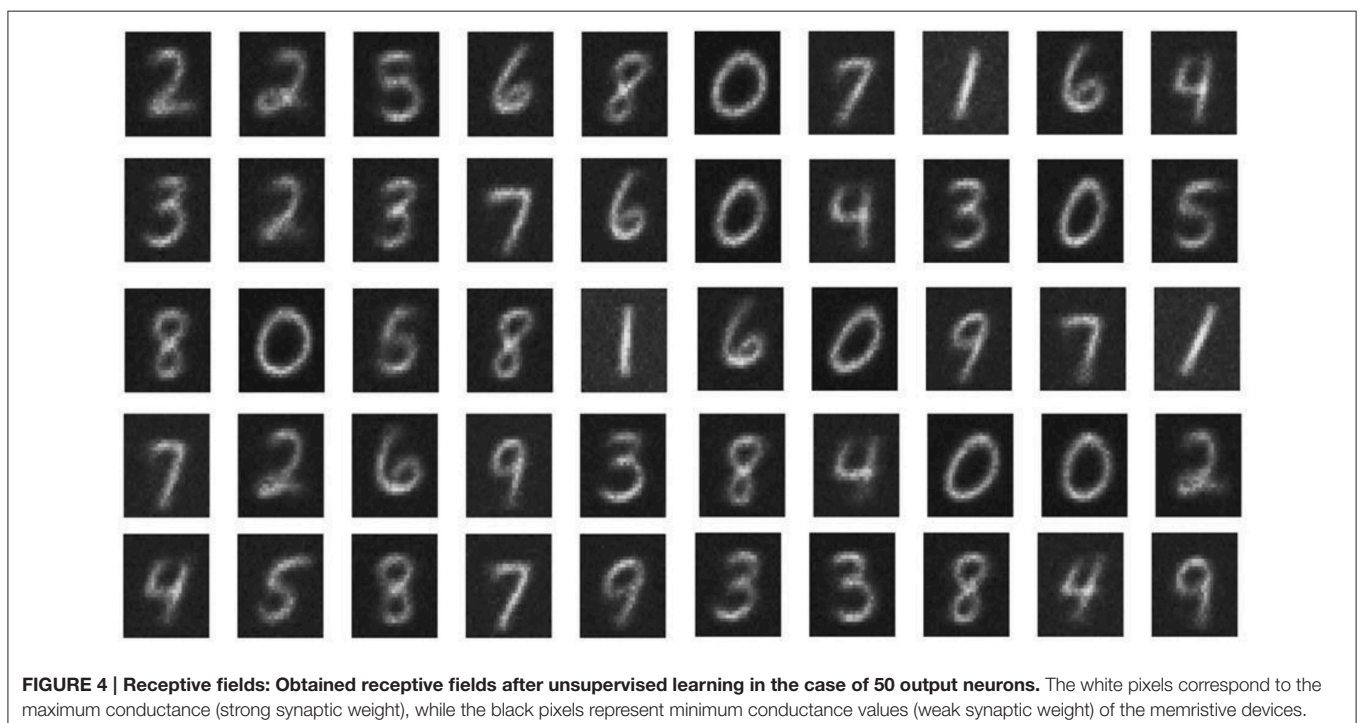 2 2 5 6 8 0 7 1 6 4
3 2 3 7 6 0 4 3 0 5
8 0 5 8 1 6 0 9 7 1
7 2 6 9 3 8 4 0 0 2
4 5 8 7 9 3 3 8 4 9
FIGURE 4 | Receptive fields: Obtained receptive fields after unsupervised learning in the case of 50 output neurons. The white pixels correspond to the
maximum conductance (strong synaptic weight), while the black pixels represent minimum conductance values (weak synaptic weight) of the memristive devices.